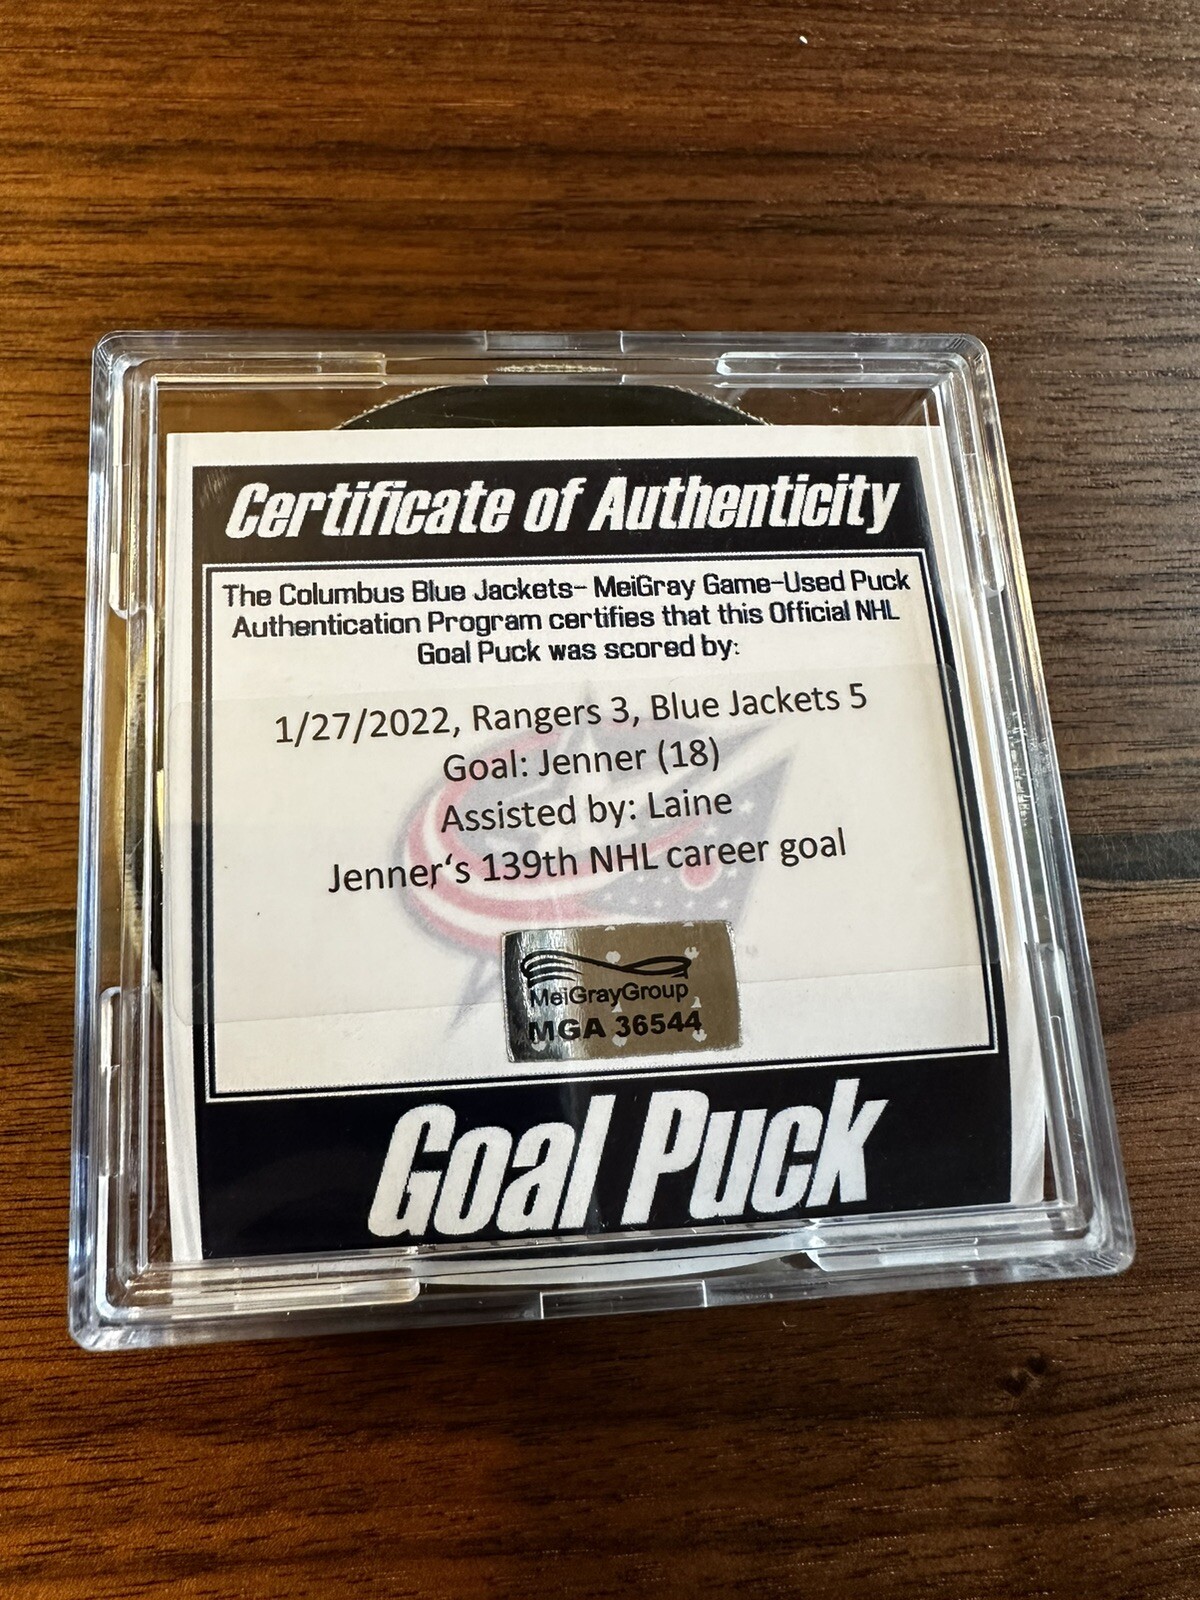 Certificate of Authenticity
The Columbus Blue Jackets- MeiGray Game-Used Puck
Authentication Program certifies that this Official NHL
Goal Puck was scored by:
1/27/2022, Rangers 3, Blue Jackets 5
Goal: Jenner (18)
Assisted by: Laine
Jenner‘s 139th NHL career goal
MeiGrayGroup
MGA 36544
Goal Puck